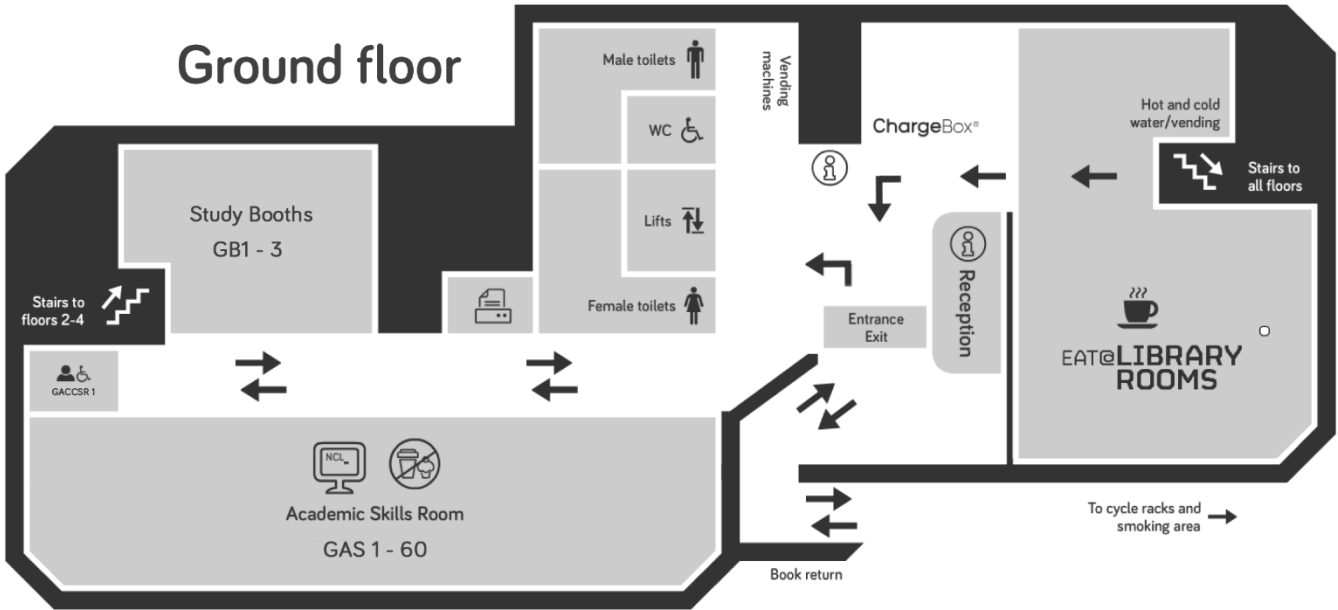 Ground floor
Male toilets
WC
Lifts
Female toilets
Vending
machines
ChargeBox®
Hot and cold
water/vending
Stairs to
all floors
Study Booths
GB1 - 3
Stairs to
floors 2-4
GACCSR 1
Entrance
Exit
Reception
EAT@LIBRARY
ROOMS
NCL_
Academic Skills Room
GAS 1 - 60
To cycle racks and
smoking area
Book return